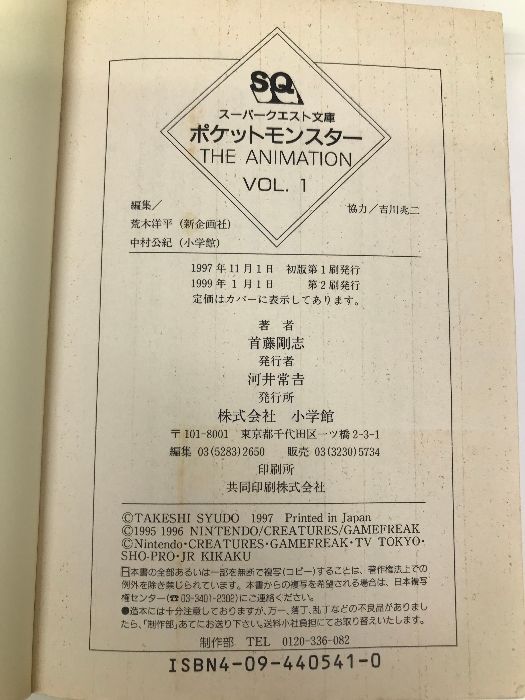 SQ
スーパークエスト文庫
ポケットモンスター
THE ANIMATION
VOL. 1
編集／
荒木洋平（新企画社）
中村公紀（小学館）
協力／吉川兆二
1997年11月1日 初版第1刷発行
1999年1月1日 第2刷発行
定価はカバーに表示してあります。
著者
首藤剛志
発行者
河井常吉
発行所
株式会社 小学館
〒101-8001 東京都千代田区一ツ橋2-3-1
編集 03(5283)2650 販売 03(3230)5734
印刷所
共同印刷株式会社
©TAKESHI SYUDO 1997 Printed in Japan
©1995 1996 NINTENDO/CREATURES/GAMEFREAK
©Nintendo・CREATURES・GAMEFREAK・TV TOKYO・
SHO-PRO・JR KIKAKU
日本書の全部あるいは一部を無断で複写(コピー)することは、著作権法上での
例外を除き禁じられています。本書からの複写を希望される場合は、日本複写
権センター(☎03-3401-2382)にご連絡ください。
●造本には十分注意しておりますが、万一、落丁、乱丁などの不良品がありまし
たら、「制作部」あてにお送り下さい。送料小社負担にてお取り替えいたします。
制作部 TEL 0120-336-082
ISBN4-09-440541-0